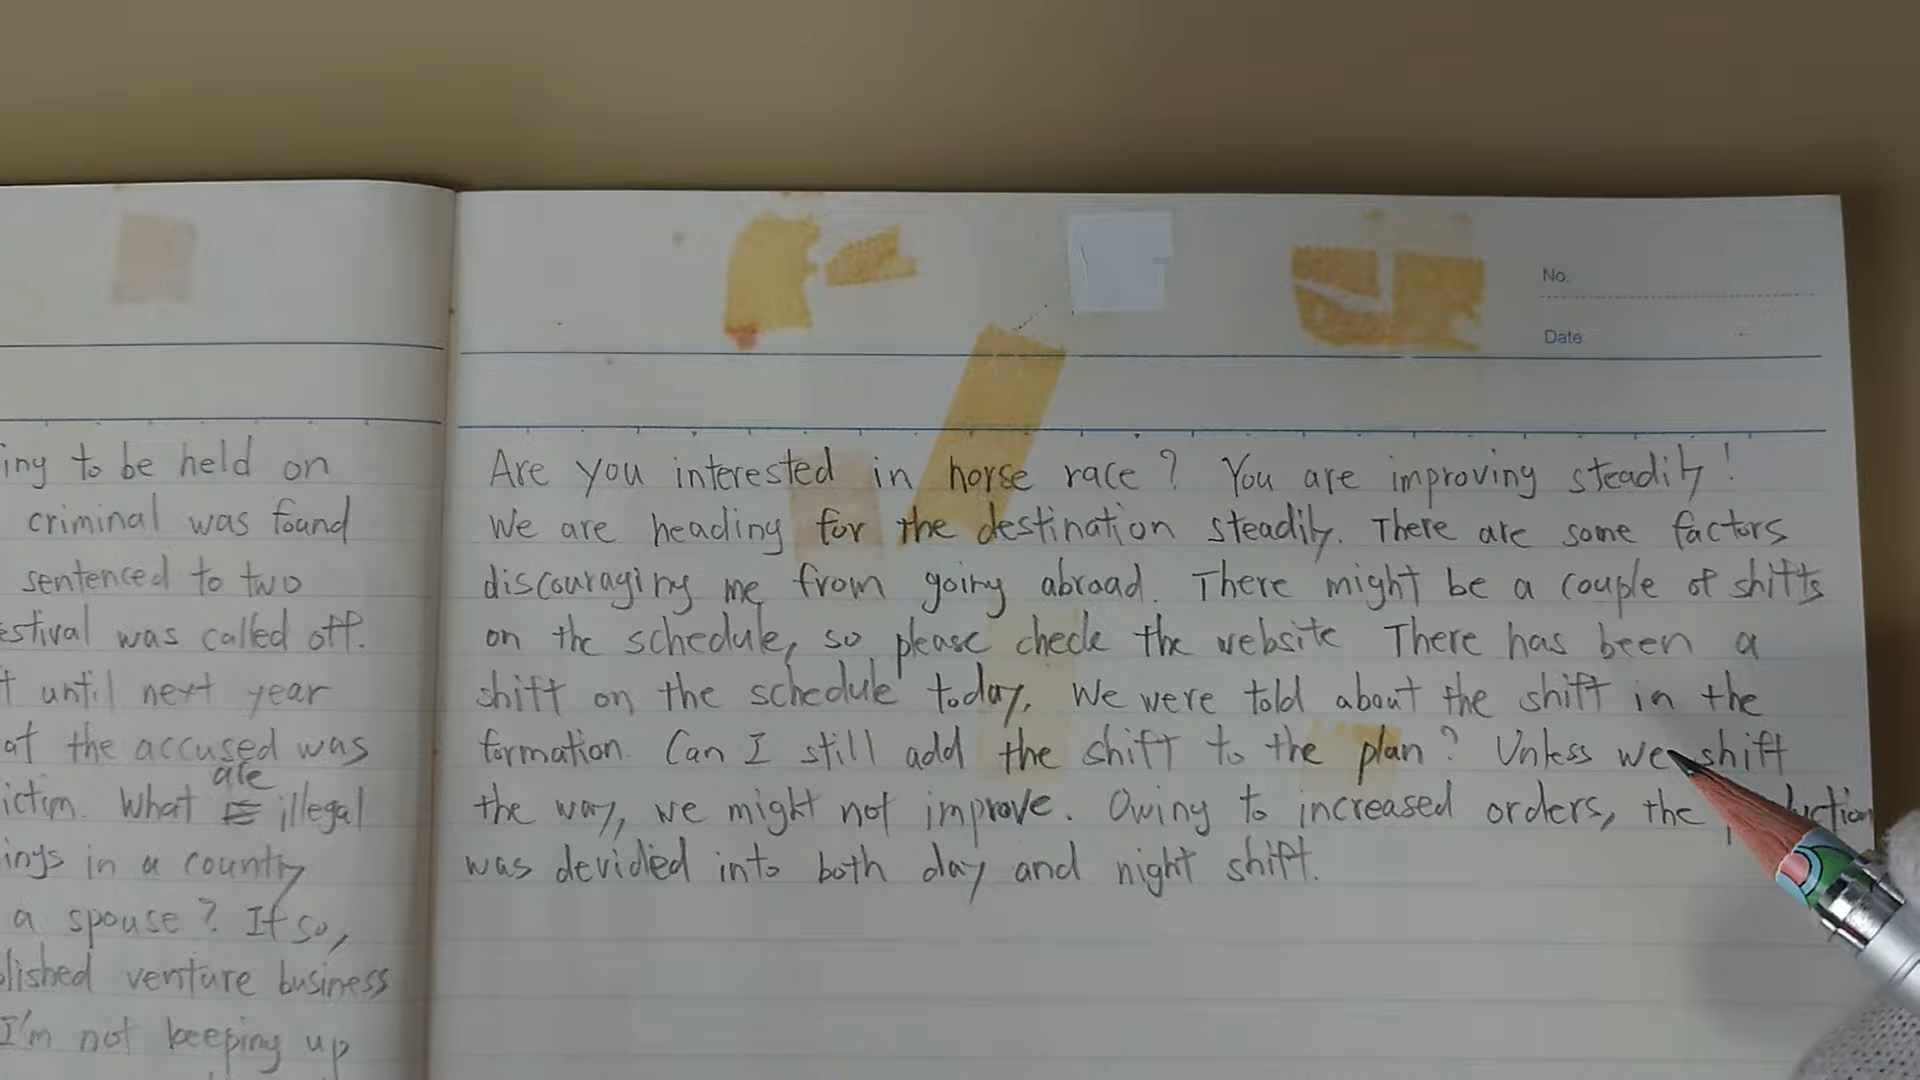 iny to be held on
criminal was found
sentenced to two
estival was called off.
t until next year
at the accused was
are
ictim. What illegal
ings in a country
a spouse? If so,
blished venture business
I'm not keeping up
No.
Date
Are you interested in horse race? You are improving steadily!
We are heading for the destination steadily. There are some factors
discouraging me from going abroad. There might be a couple of shifts
on the schedule, so please check the website There has been a
shift on the schedule today. We were told about the shift in the
formation. Can I still add the shift to the plan? Unless we shift
the way, we might not improve. Owing to increased orders, the
was devided into both day and night shift.